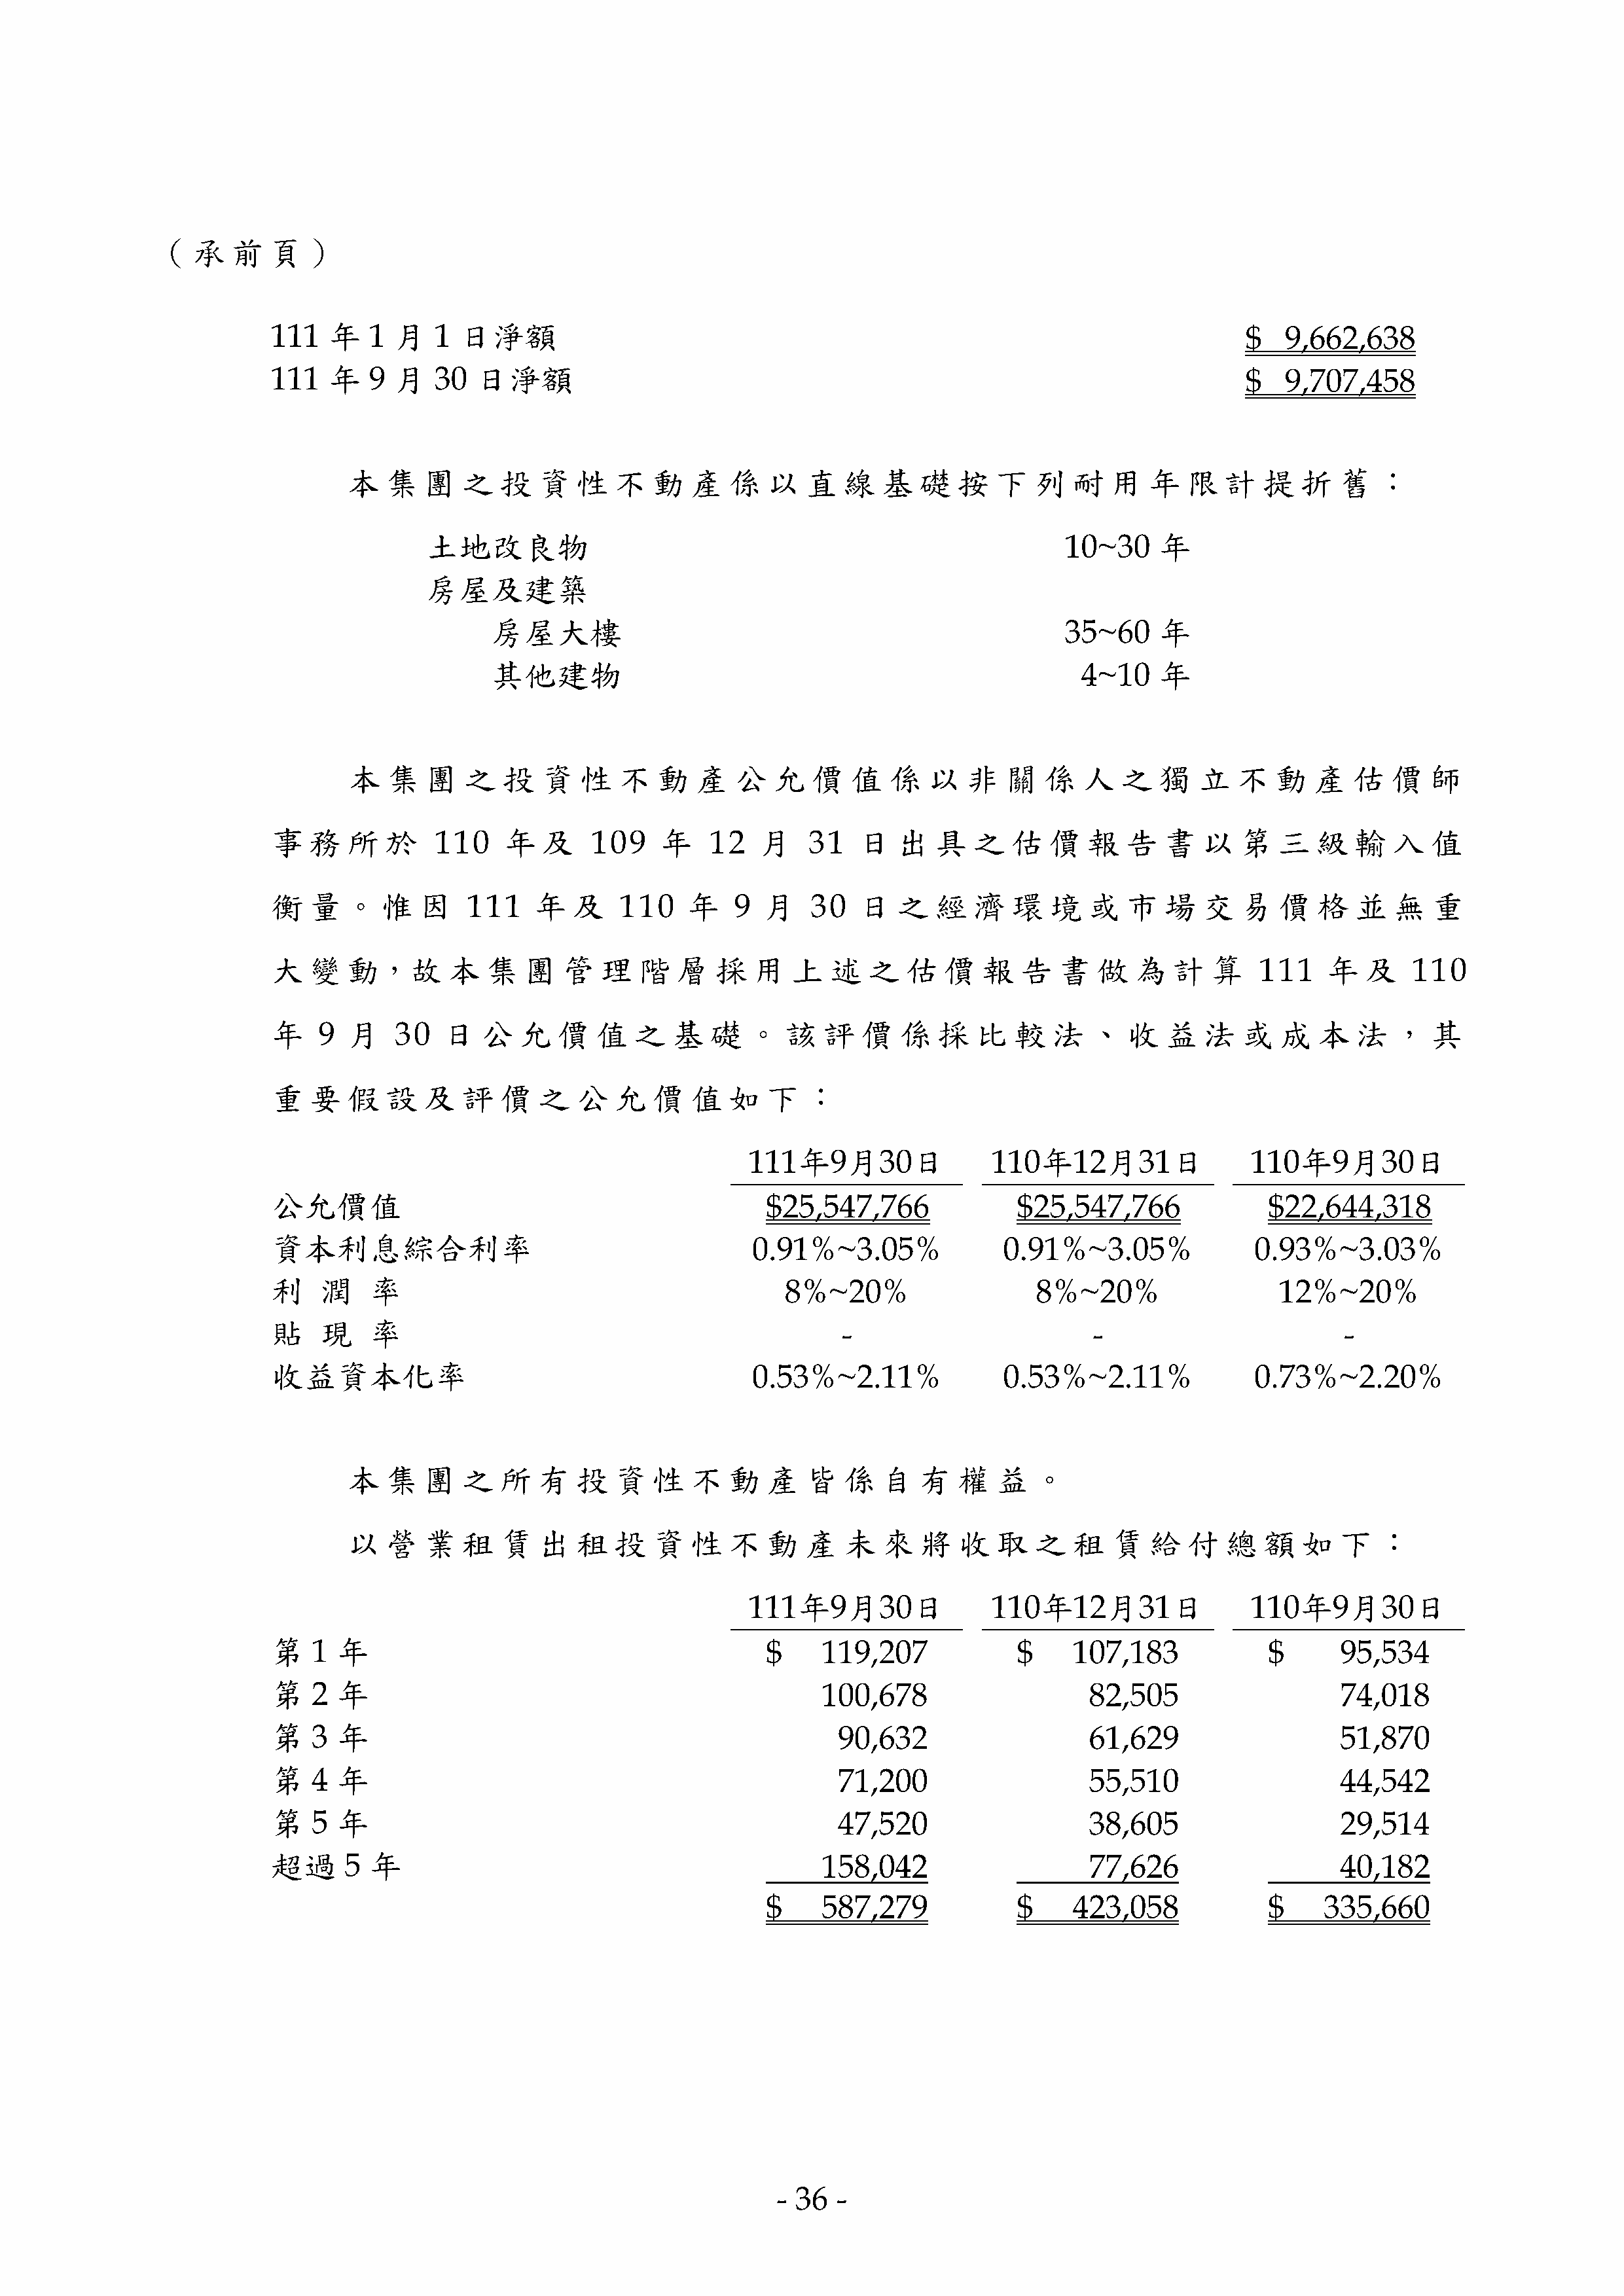 （承前頁）
111 年 1 月 1 日淨額 $ 9,662,638
111 年 9 月 30 日淨額 $ 9,707,458
本集團之投資性不動產係以直線基礎按下列耐用年限計提折舊：
土地改良物 10~30 年
房屋及建築
房屋大樓 35~60 年
其他建物 4~10 年
本集團之投資性不動產公允價值係以非關係人之獨立不動產估價師
事務所於 110 年及 109 年 12 月 31 日出具之估價報告書以第三級輸入值
衡量。惟因 111 年及 110 年 9 月 30 日之經濟環境或市場交易價格並無重
大變動，故本集團管理階層採用上述之估價報告書做為計算 111 年及 110
年 9 月 30 日公允價值之基礎。該評價係採比較法、收益法或成本法，其
重要假設及評價之公允價值如下：
111年9月30日 110年12月31日 110年9月30日
公允價值 $25,547,766 $25,547,766 $22,644,318
資本利息綜合利率 0.91%~3.05% 0.91%~3.05% 0.93%~3.03%
利 潤 率 8%~20% 8%~20% 12%~20%
貼 現 率 - - -
收益資本化率 0.53%~2.11% 0.53%~2.11% 0.73%~2.20%
本集團之所有投資性不動產皆係自有權益。
以營業租賃出租投資性不動產未來將收取之租賃給付總額如下：
111年9月30日 110年12月31日 110年9月30日
第 1 年 $ 119,207 $ 107,183 $ 95,534
第 2 年 100,678 82,505 74,018
第 3 年 90,632 61,629 51,870
第 4 年 71,200 55,510 44,542
第 5 年 47,520 38,605 29,514
超過 5 年 158,042 77,626 40,182
$ 587,279 $ 423,058 $ 335,660
- 36 -